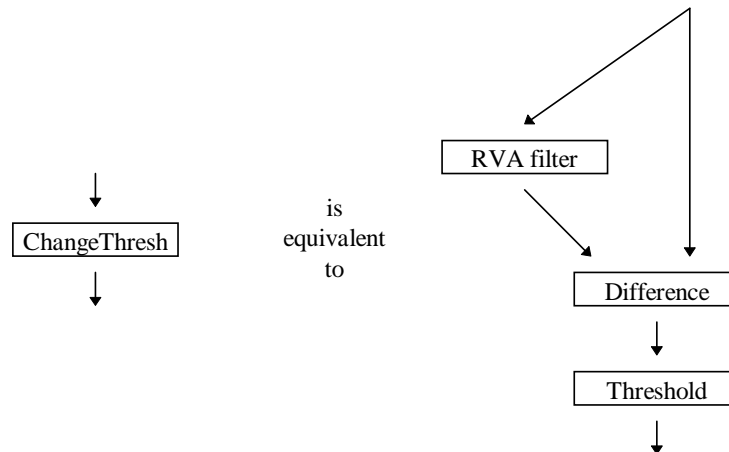 RVA filter
ChangeThresh
is
equivalent
to
Difference
Threshold